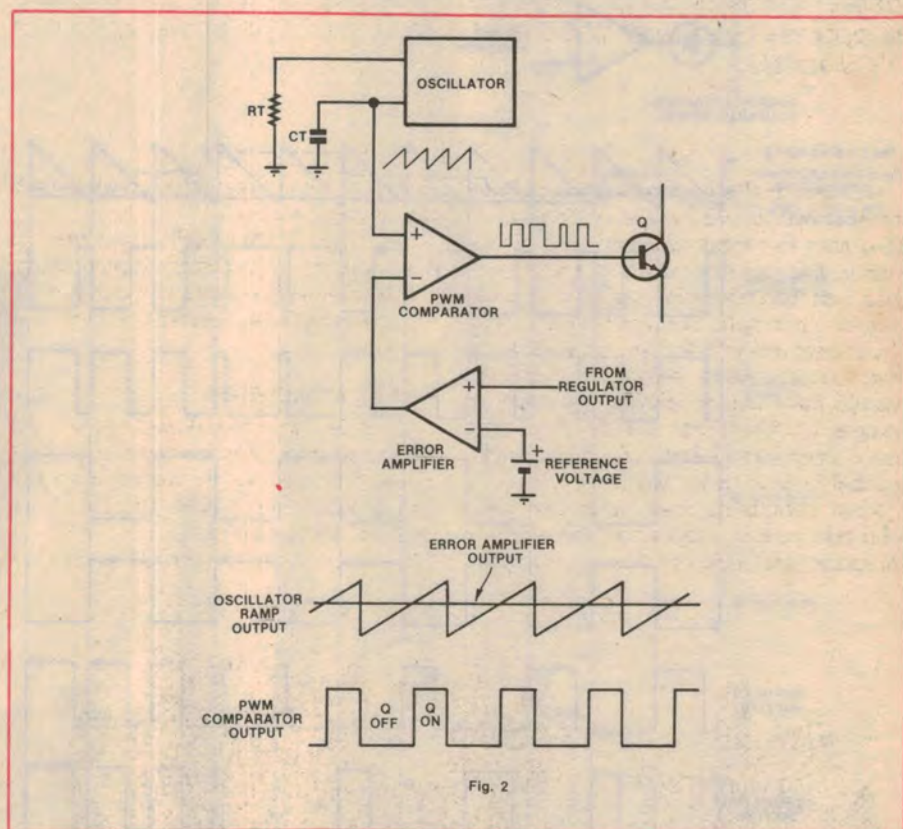 OSCILLATOR
RT
CT
+
−
PWM
COMPARATOR
Q
FROM
REGULATOR
OUTPUT
+
−
ERROR
AMPLIFIER
+
REFERENCE
VOLTAGE
ERROR AMPLIFIER
OUTPUT
OSCILLATOR
RAMP
OUTPUT
PWM
COMPARATOR
OUTPUT
Q
OFF
Q
ON
Fig. 2